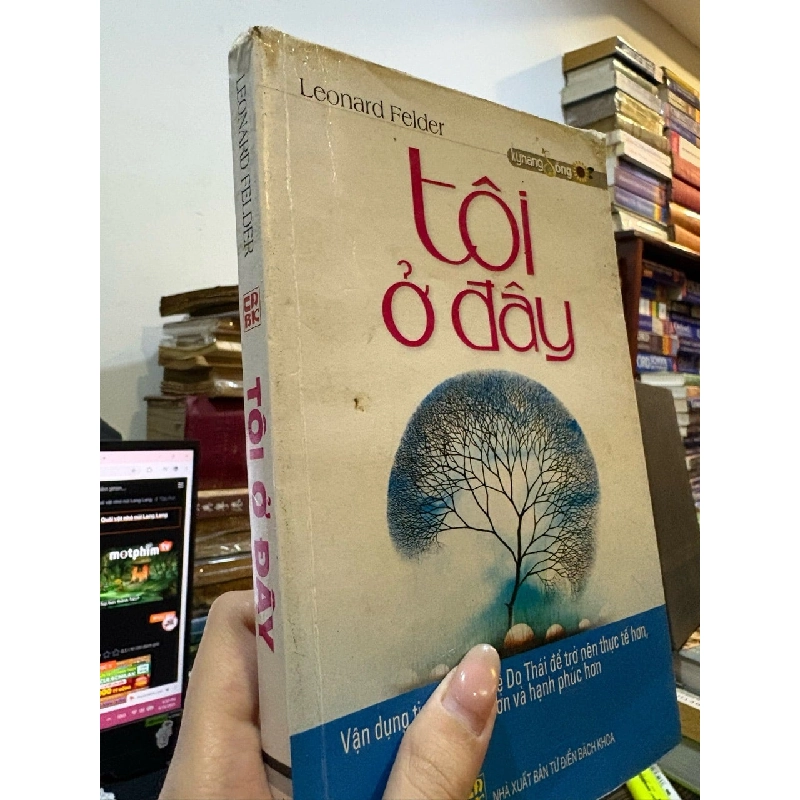 Leonard Felder
kỹ năng sống
tôi
ở đây
Vận dụng
Do Thái để trở nên thực tế hơn,
hơn và hạnh phúc hơn
NHÀ XUẤT BẢN TỪ ĐIỂN BÁCH KHOA
LEONARD FELDER
TÔI Ở ĐÂY
motphim